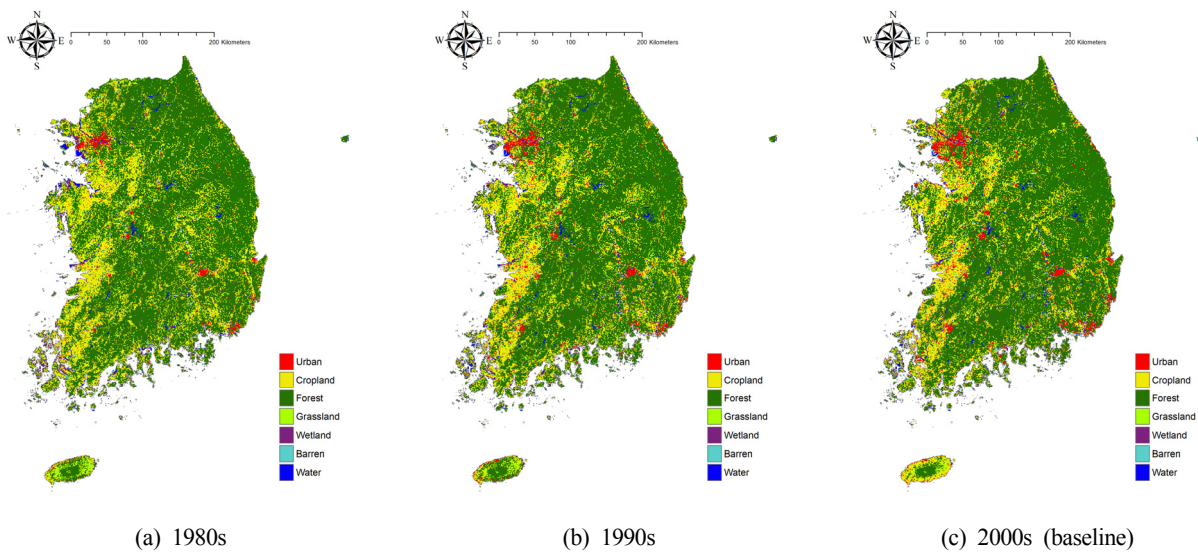 N
W E
S
0 50 100 200 Kilometers
Urban
Cropland
Forest
Grassland
Wetland
Barren
Water
(a) 1980s
N
W E
S
0 50 100 200 Kilometers
Urban
Cropland
Forest
Grassland
Wetland
Barren
Water
(b) 1990s
N
W E
S
0 50 100 200 Kilometers
Urban
Cropland
Forest
Grassland
Wetland
Barren
Water
(c) 2000s (baseline)